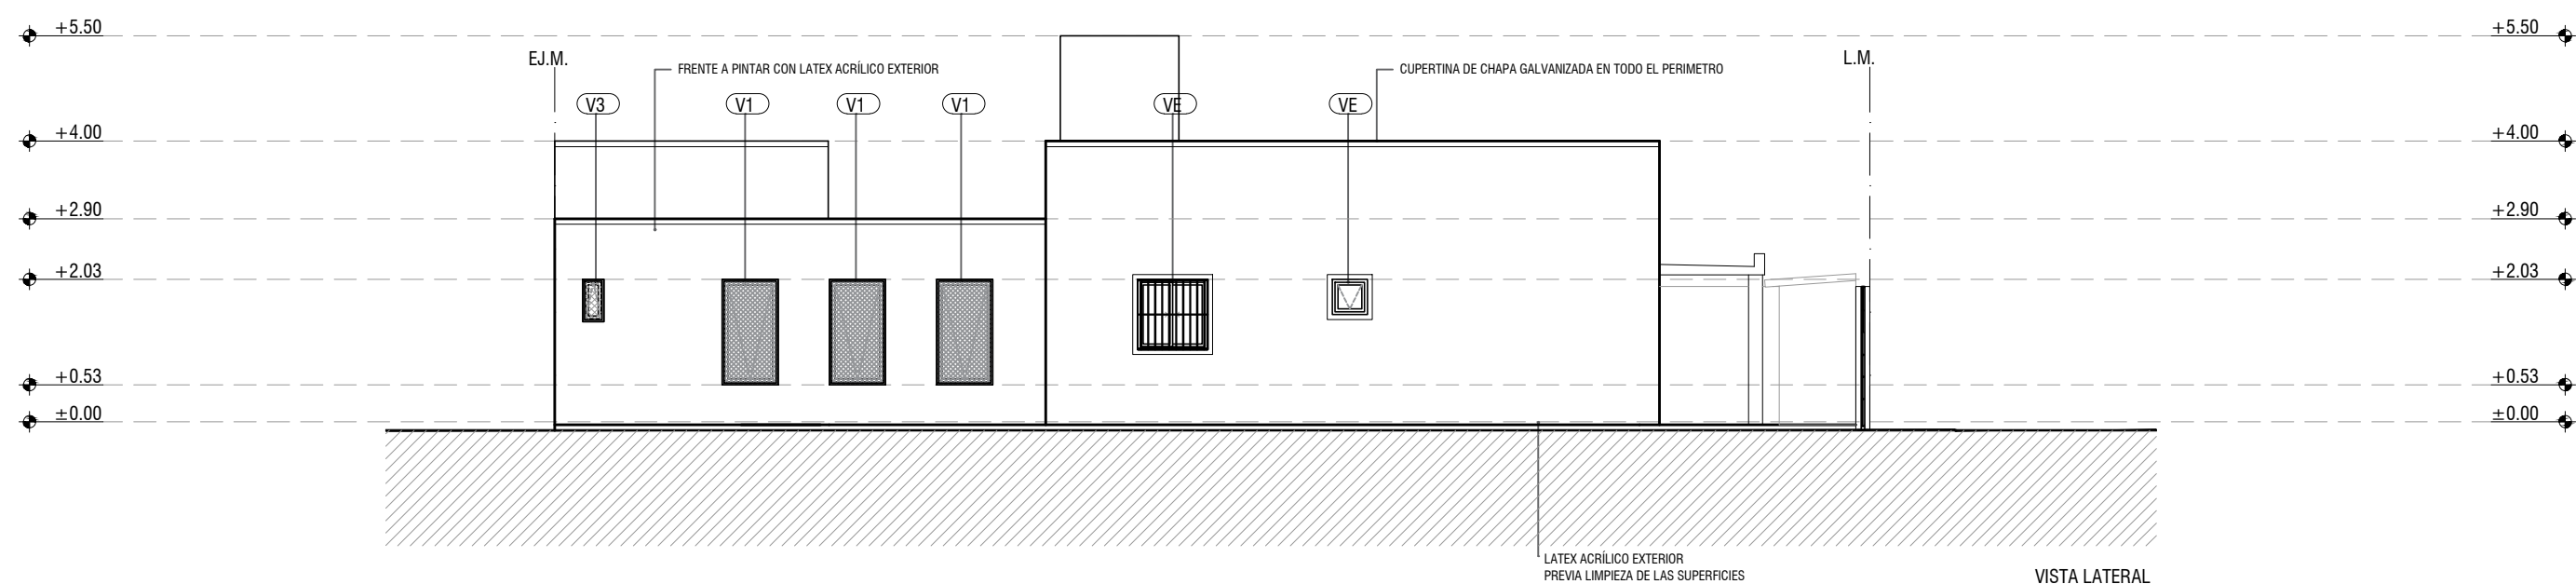 +5.50 +5.50
EJ.M. L.M.
FRENTE A PINTAR CON LATEX ACRÍLICO EXTERIOR CUPERTINA DE CHAPA GALVANIZADA EN TODO EL PERIMETRO
V3 V1 V1 V1 VE VE
+4.00 +4.00
+2.90 +2.90
+2.03 +2.03
+0.53 +0.53
±0.00 ±0.00
LATEX ACRÍLICO EXTERIOR
PREVIA LIMPIEZA DE LAS SUPERFICIES
VISTA LATERAL